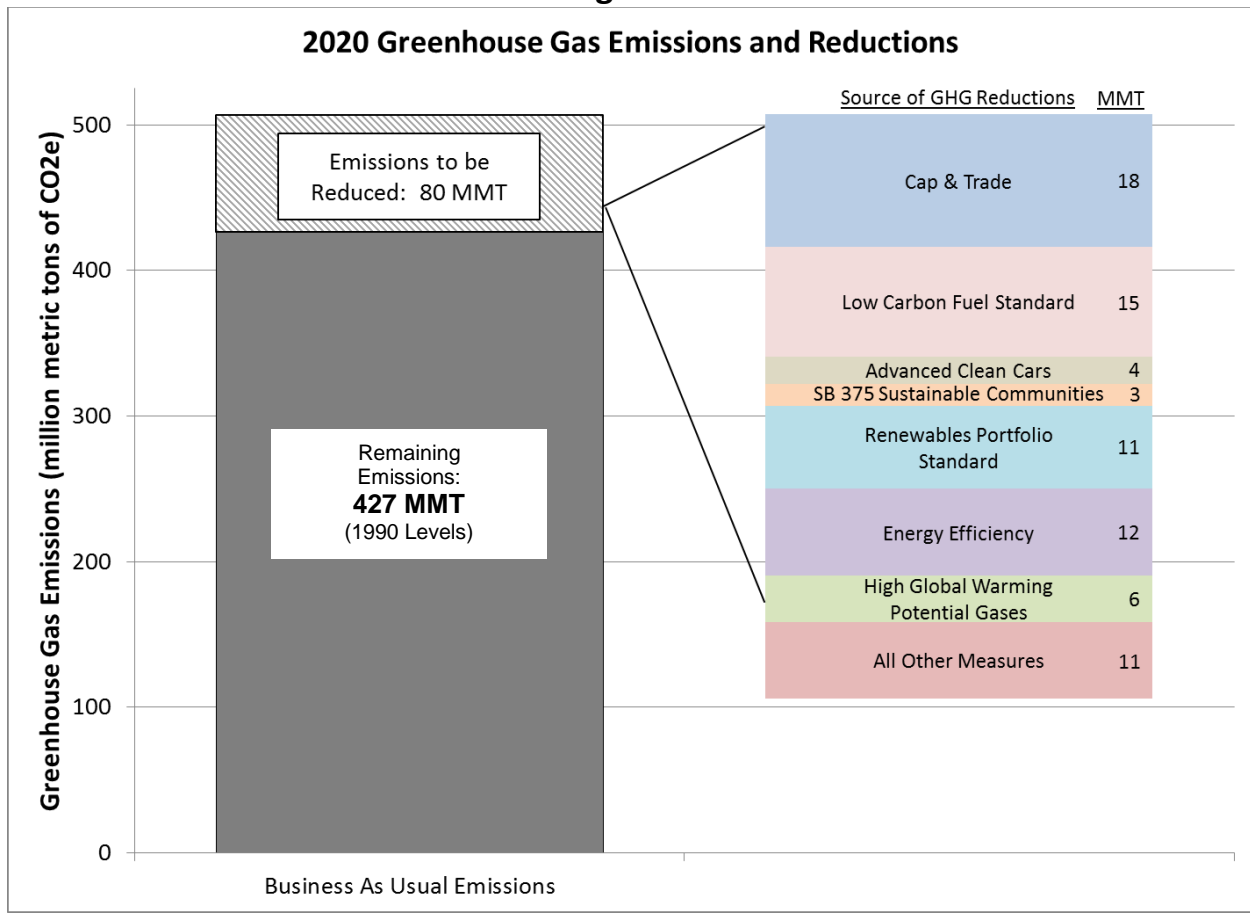 2020 Greenhouse Gas Emissions and Reductions
Greenhouse Gas Emissions (million metric tons of CO2e)
500
400
300
200
100
0
Emissions to be
Reduced: 80 MMT
Remaining
Emissions:
427 MMT
(1990 Levels)
Business As Usual Emissions
Source of GHG Reductions MMT
Cap & Trade 18
Low Carbon Fuel Standard 15
Advanced Clean Cars 4
SB 375 Sustainable Communities 3
Renewables Portfolio
Standard 11
Energy Efficiency 12
High Global Warming
Potential Gases 6
All Other Measures 11